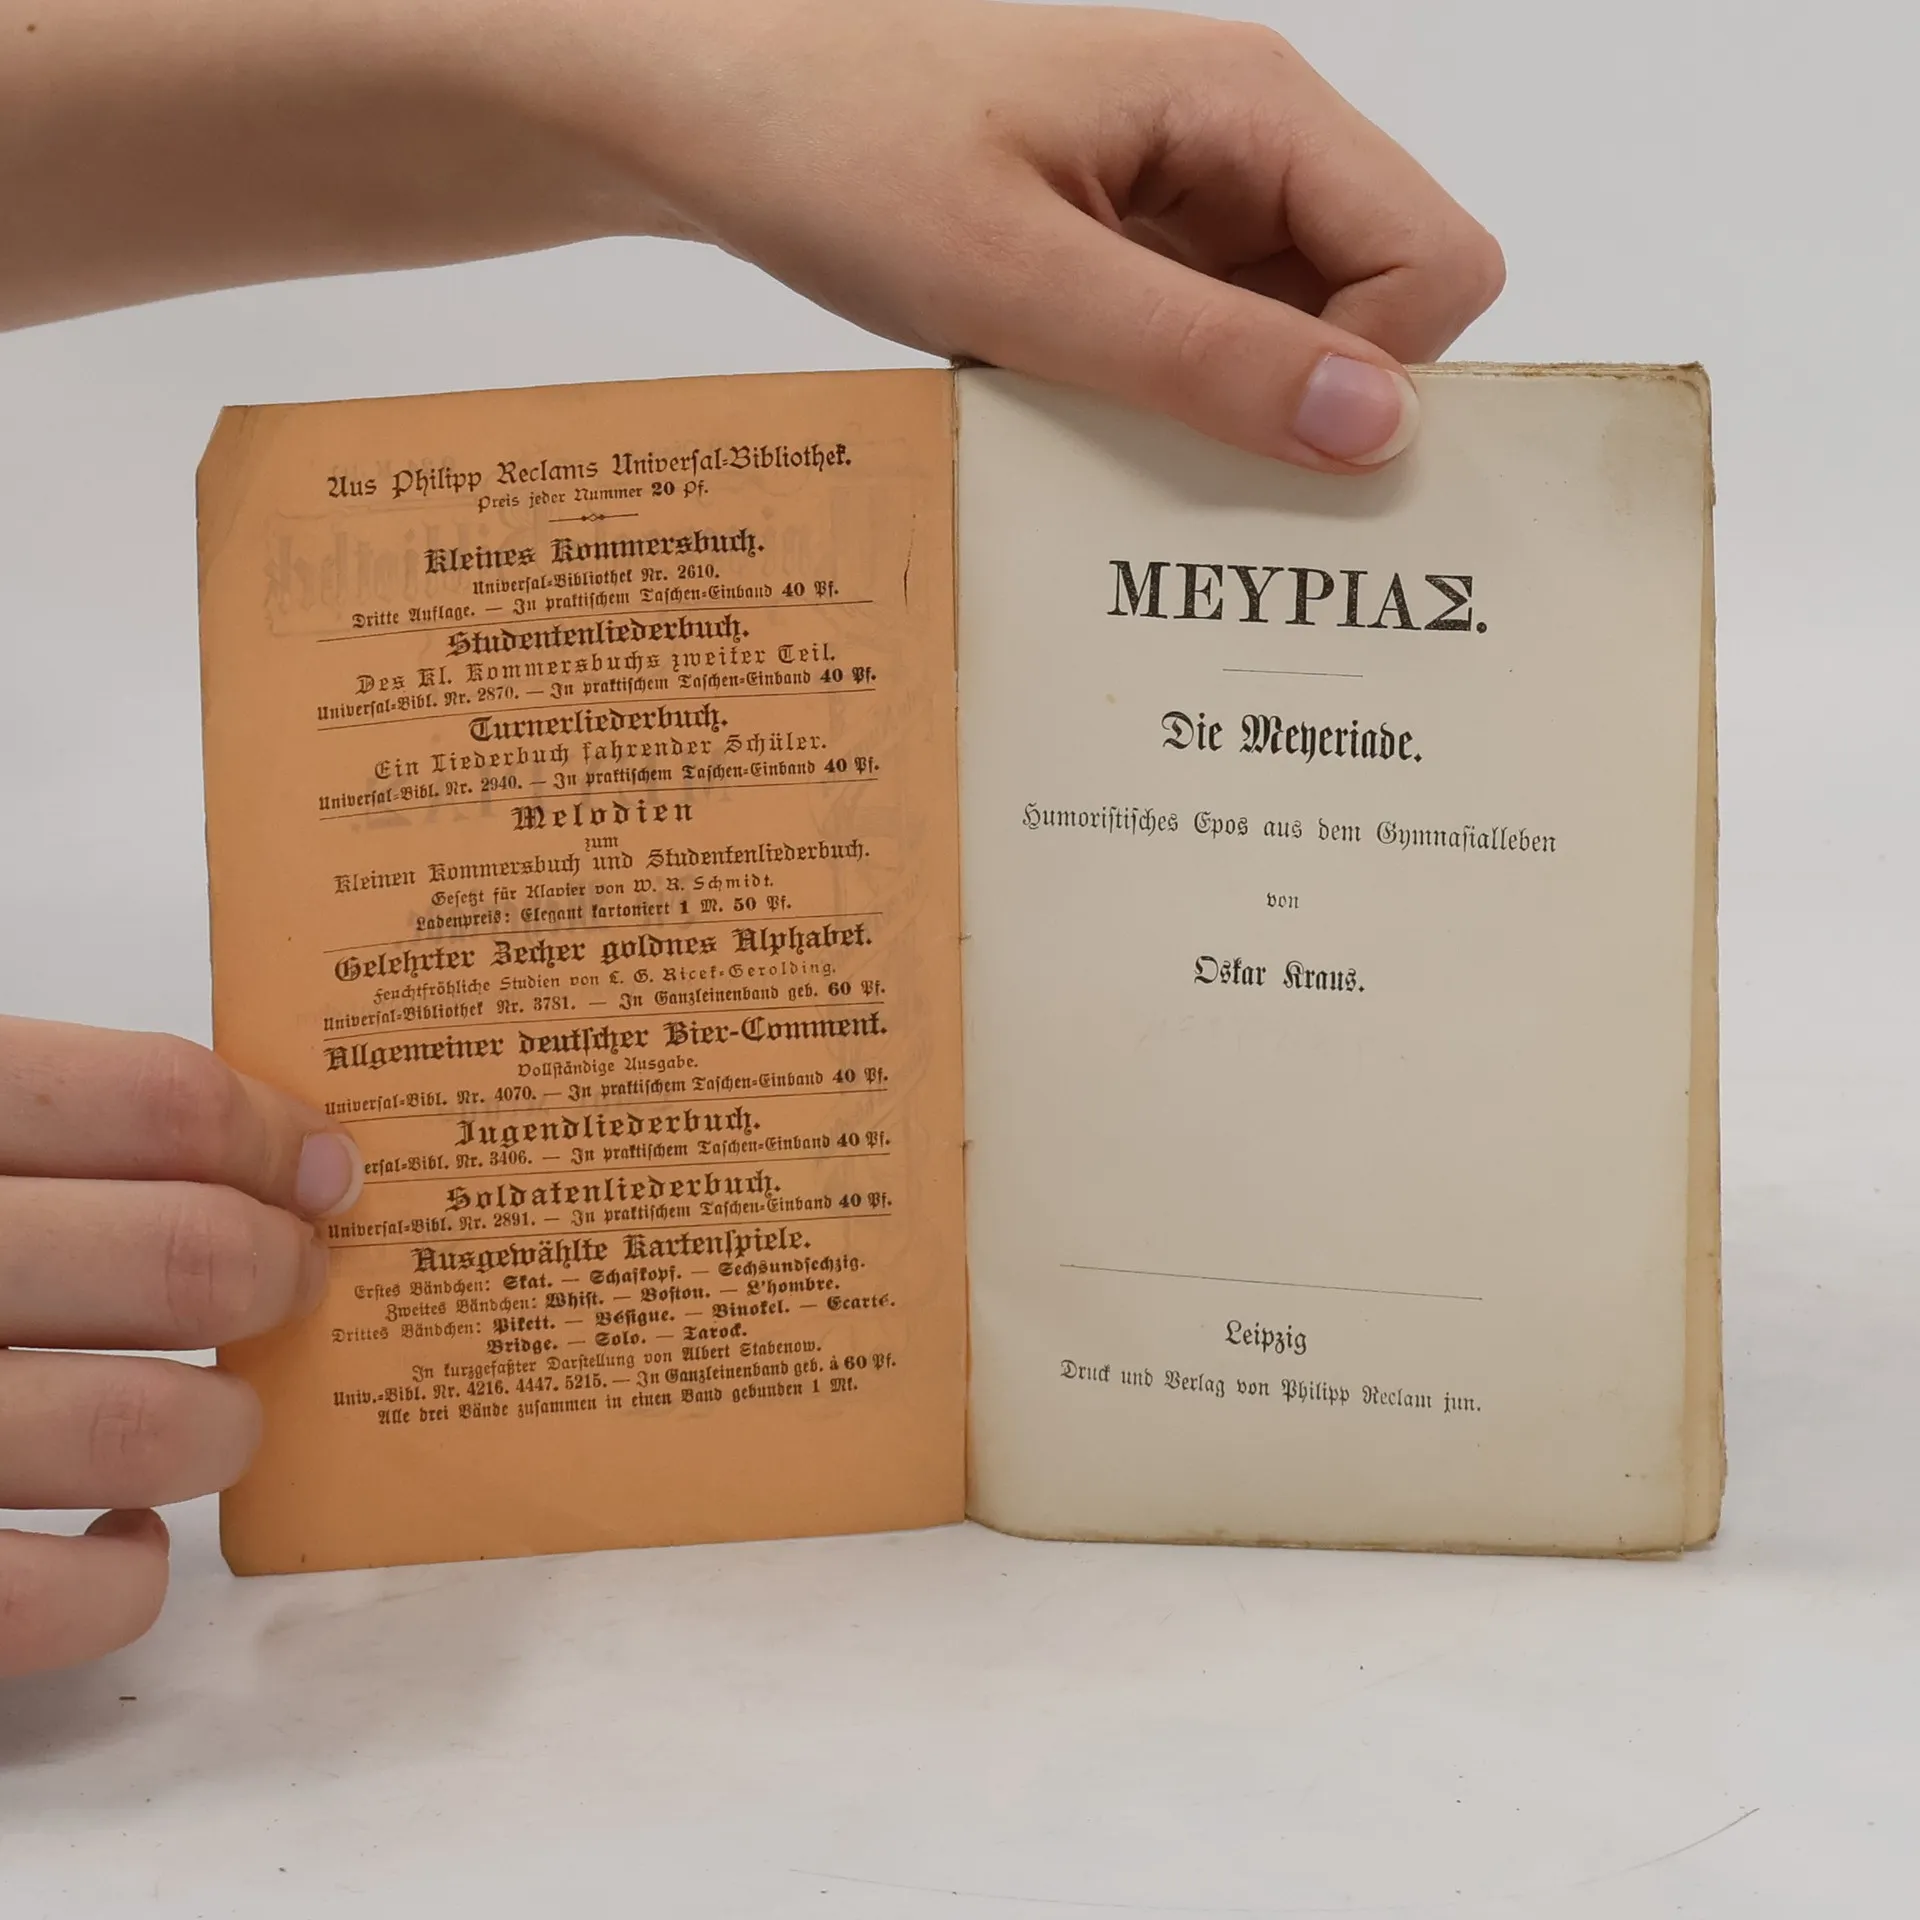 Aus Philipp Reclams Universal-Bibliothek.
Preis jeder Nummer 20 Pf.
Kleines Kommersbuch.
Universal-Bibliothek Nr. 2610.
Dritte Auflage. — In praktischem Taschen-Einband 40 Pf.
Studentenliederbuch.
Des Kl. Kommersbuchs zweiter Teil.
Universal-Bibl. Nr. 2870. — In praktischem Taschen-Einband 40 Pf.
Turnerliederbuch.
Ein Liederbuch fahrender Schüler.
Universal-Bibl. Nr. 2940. — In praktischem Taschen-Einband 40 Pf.
Melodien
zum
Kleinen Kommersbuch und Studentenliederbuch.
Gesetzt für Klavier von W. R. Schmidt.
Ladenpreis: Elegant kartoniert 1 M. 50 Pf.
Gelehrter Zecher goldnes Alphabet.
Feuchtfröhliche Studien von L. G. Ricek-Gerolding.
Universal-Bibliothek Nr. 3781. — In Ganzleinenband geb. 60 Pf.
Allgemeiner deutscher Bier-Comment.
Vollständige Ausgabe.
Universal-Bibl. Nr. 4070. — In praktischem Taschen-Einband 40 Pf.
Jugendliederbuch.
ersal-Bibl. Nr. 3406. — In praktischem Taschen-Einband 40 Pf.
Soldatenliederbuch.
Universal-Bibl. Nr. 2891. — In praktischem Taschen-Einband 40 Pf.
Ausgewählte Kartenspiele.
Erstes Bändchen: Skat. — Schafkopf. — Sechsundsechzig.
Zweites Bändchen: Whist. — Boston. — L'hombre.
Drittes Bändchen: Pikett. — Bésigue. — Binokel. — Ecarté.
Bridge. — Solo. — Tarock.
In kurzgefaßter Darstellung von Albert Stabenow.
Univ.-Bibl. Nr. 4216. 4447. 5215. — In Ganzleinenband geb. à 60 Pf.
Alle drei Bände zusammen in einen Band gebunden 1 Mk.
ΜΕΥΡΙΑΣ.
Die Meyeriade.
Humoristisches Epos aus dem Gymnasialleben
von
Oskar Kraus.
Leipzig
Druck und Verlag von Philipp Reclam jun.